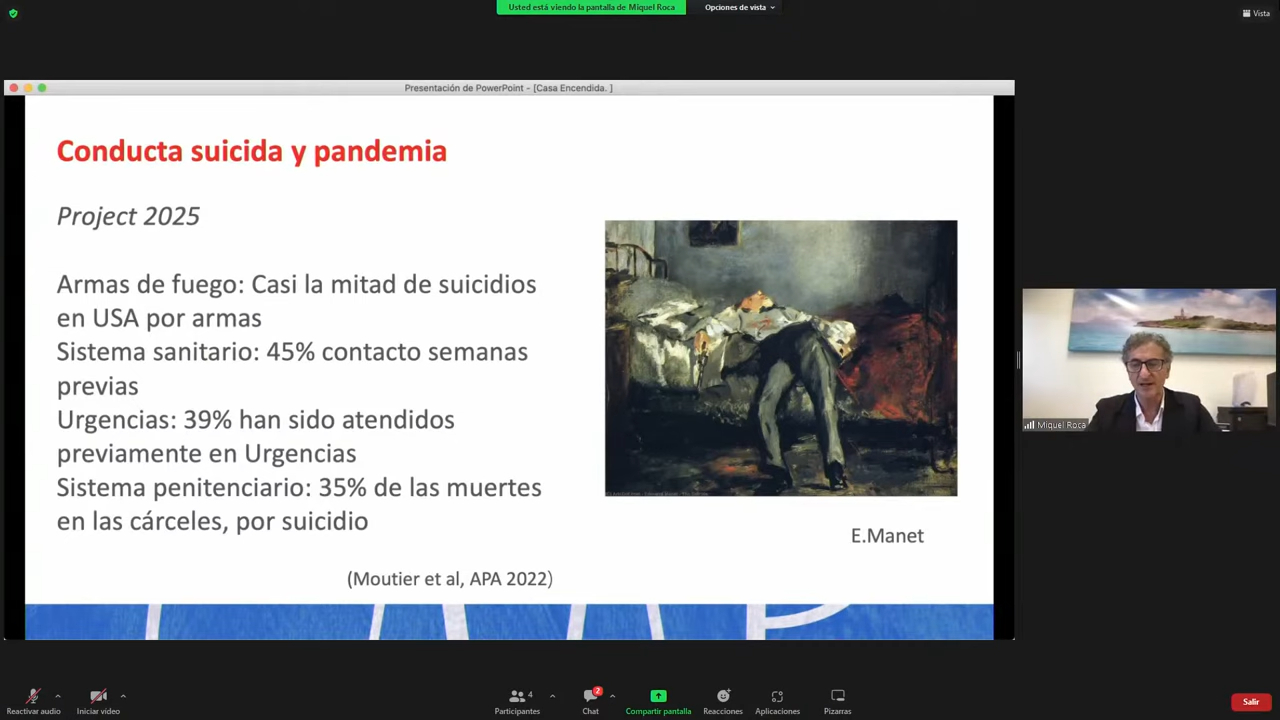 Usted está viendo la pantalla de Miquel Roca
Opciones de vista
Vista
Presentación de PowerPoint - [Casa Encendida. ]
Conducta suicida y pandemia
Project 2025
Armas de fuego: Casi la mitad de suicidios
en USA por armas
Sistema sanitario: 45% contacto semanas
previas
Urgencias: 39% han sido atendidos
previamente en Urgencias
Sistema penitenciario: 35% de las muertes
en las cárceles, por suicidio
(Moutier et al, APA 2022)
E.Manet
Miquel Roca
Reactivar audio
Iniciar video
4
Participantes
2
Chat
Compartir pantalla
Reacciones
Aplicaciones
Pizarras
Salir